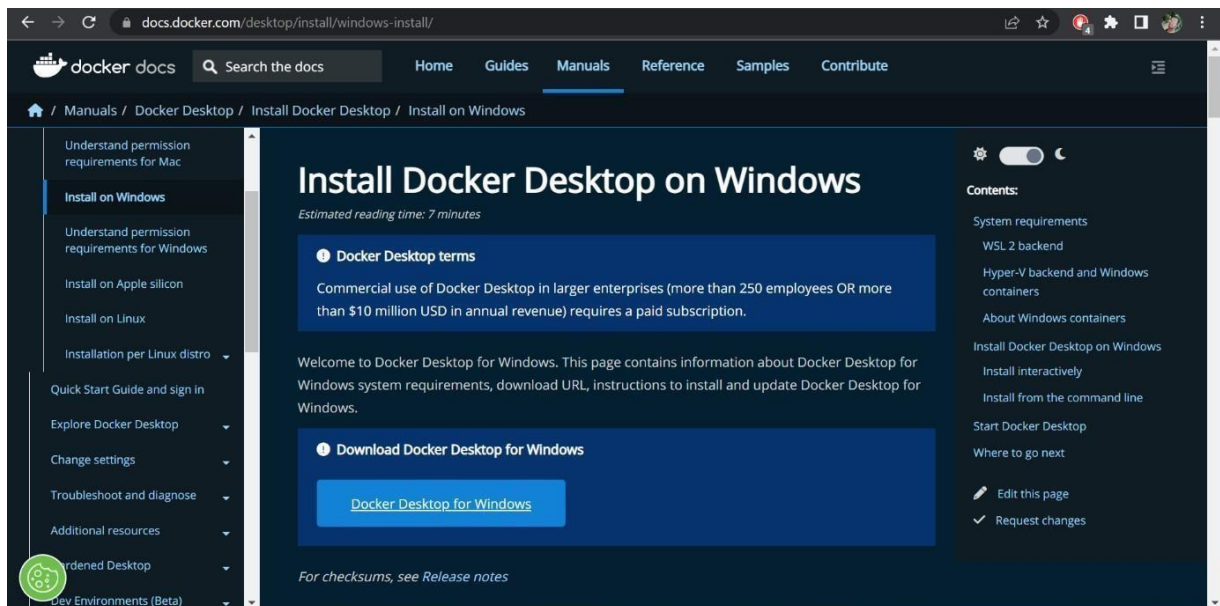 docs.docker.com/desktop/install/windows-install/
4
docker docs
Search the docs
Home
Guides
Manuals
Reference
Samples
Contribute
/ Manuals / Docker Desktop / Install Docker Desktop / Install on Windows
Understand permission
requirements for Mac
Install on Windows
Understand permission
requirements for Windows
Install on Apple silicon
Install on Linux
Installation per Linux distro
Quick Start Guide and sign in
Explore Docker Desktop
Change settings
Troubleshoot and diagnose
Additional resources
rdened Desktop
Dev Environments (Beta)
Install Docker Desktop on Windows
Estimated reading time: 7 minutes
Docker Desktop terms
Commercial use of Docker Desktop in larger enterprises (more than 250 employees OR more
than $10 million USD in annual revenue) requires a paid subscription.
Welcome to Docker Desktop for Windows. This page contains information about Docker Desktop for
Windows system requirements, download URL, instructions to install and update Docker Desktop for
Windows.
Download Docker Desktop for Windows
Docker Desktop for Windows
For checksums, see Release notes
Contents:
System requirements
WSL 2 backend
Hyper-V backend and Windows
containers
About Windows containers
Install Docker Desktop on Windows
Install interactively
Install from the command line
Start Docker Desktop
Where to go next
Edit this page
Request changes